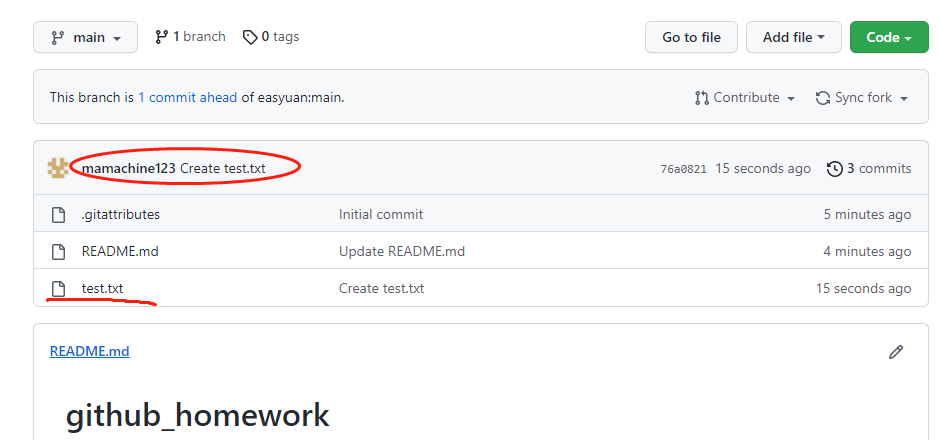 main 1 branch 0 tags Go to file Add file Code
This branch is 1 commit ahead of easyuan:main. Contribute Sync fork
mamachine123 Create test.txt 76a0821 15 seconds ago 3 commits
.gitattributes Initial commit 5 minutes ago
README.md Update README.md 4 minutes ago
test.txt Create test.txt 15 seconds ago
README.md
github_homework